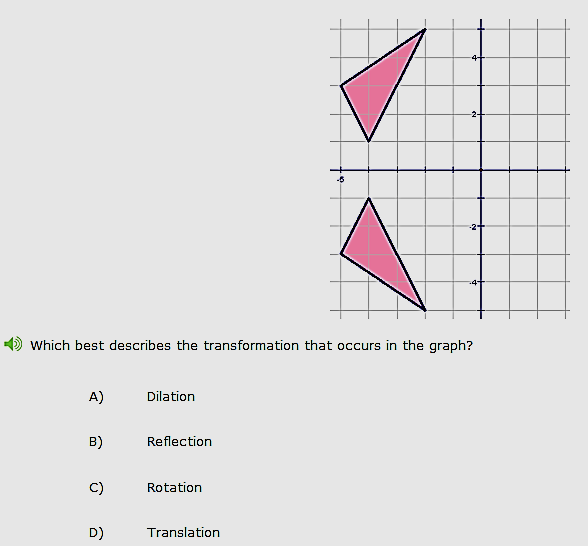 4
2
-5
-2
-4
Which best describes the transformation that occurs in the graph?
A) Dilation
B) Reflection
C) Rotation
D) Translation